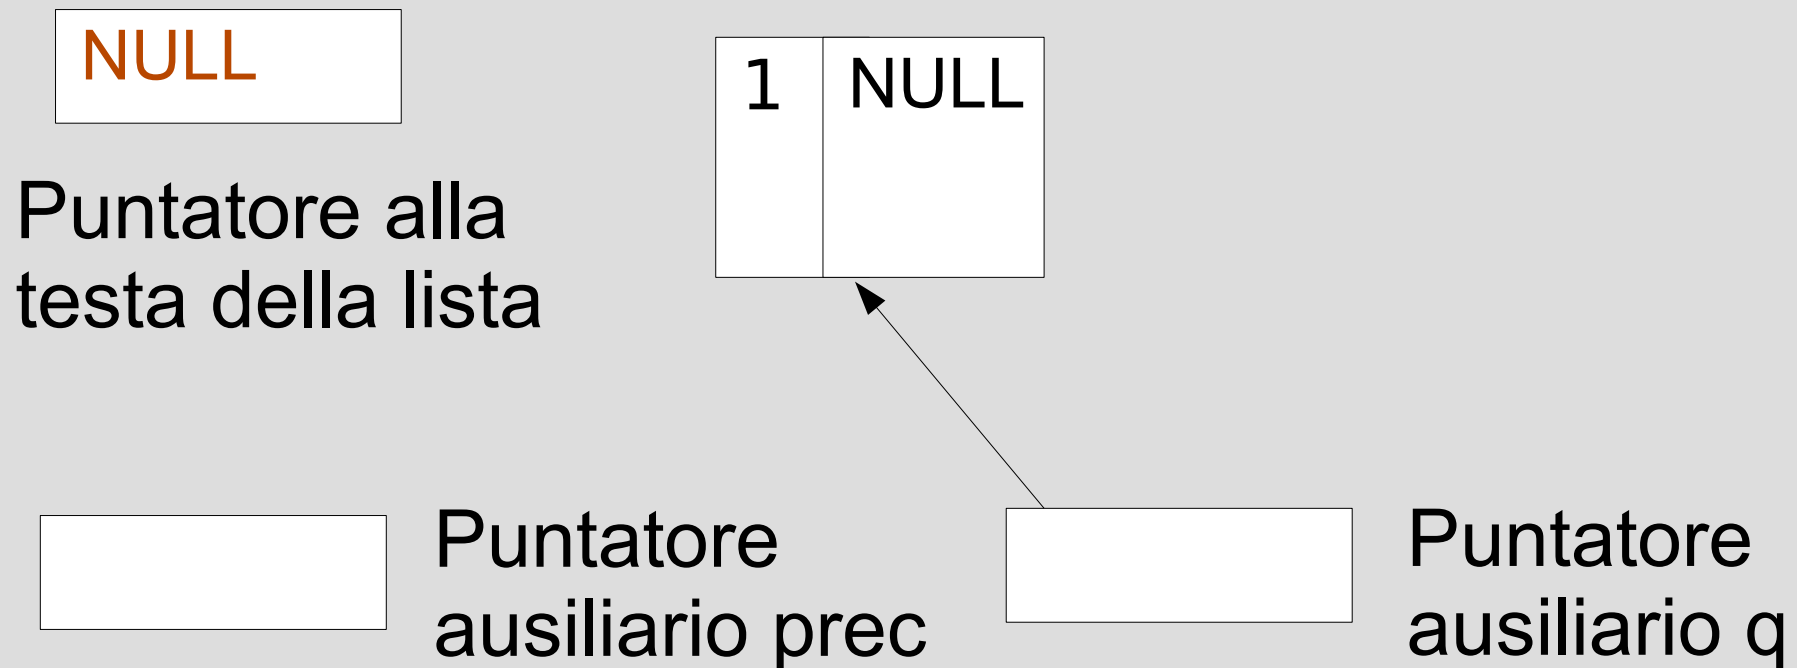 NULL
1 NULL
Puntatore alla
testa della lista
Puntatore
ausiliario prec
Puntatore
ausiliario q